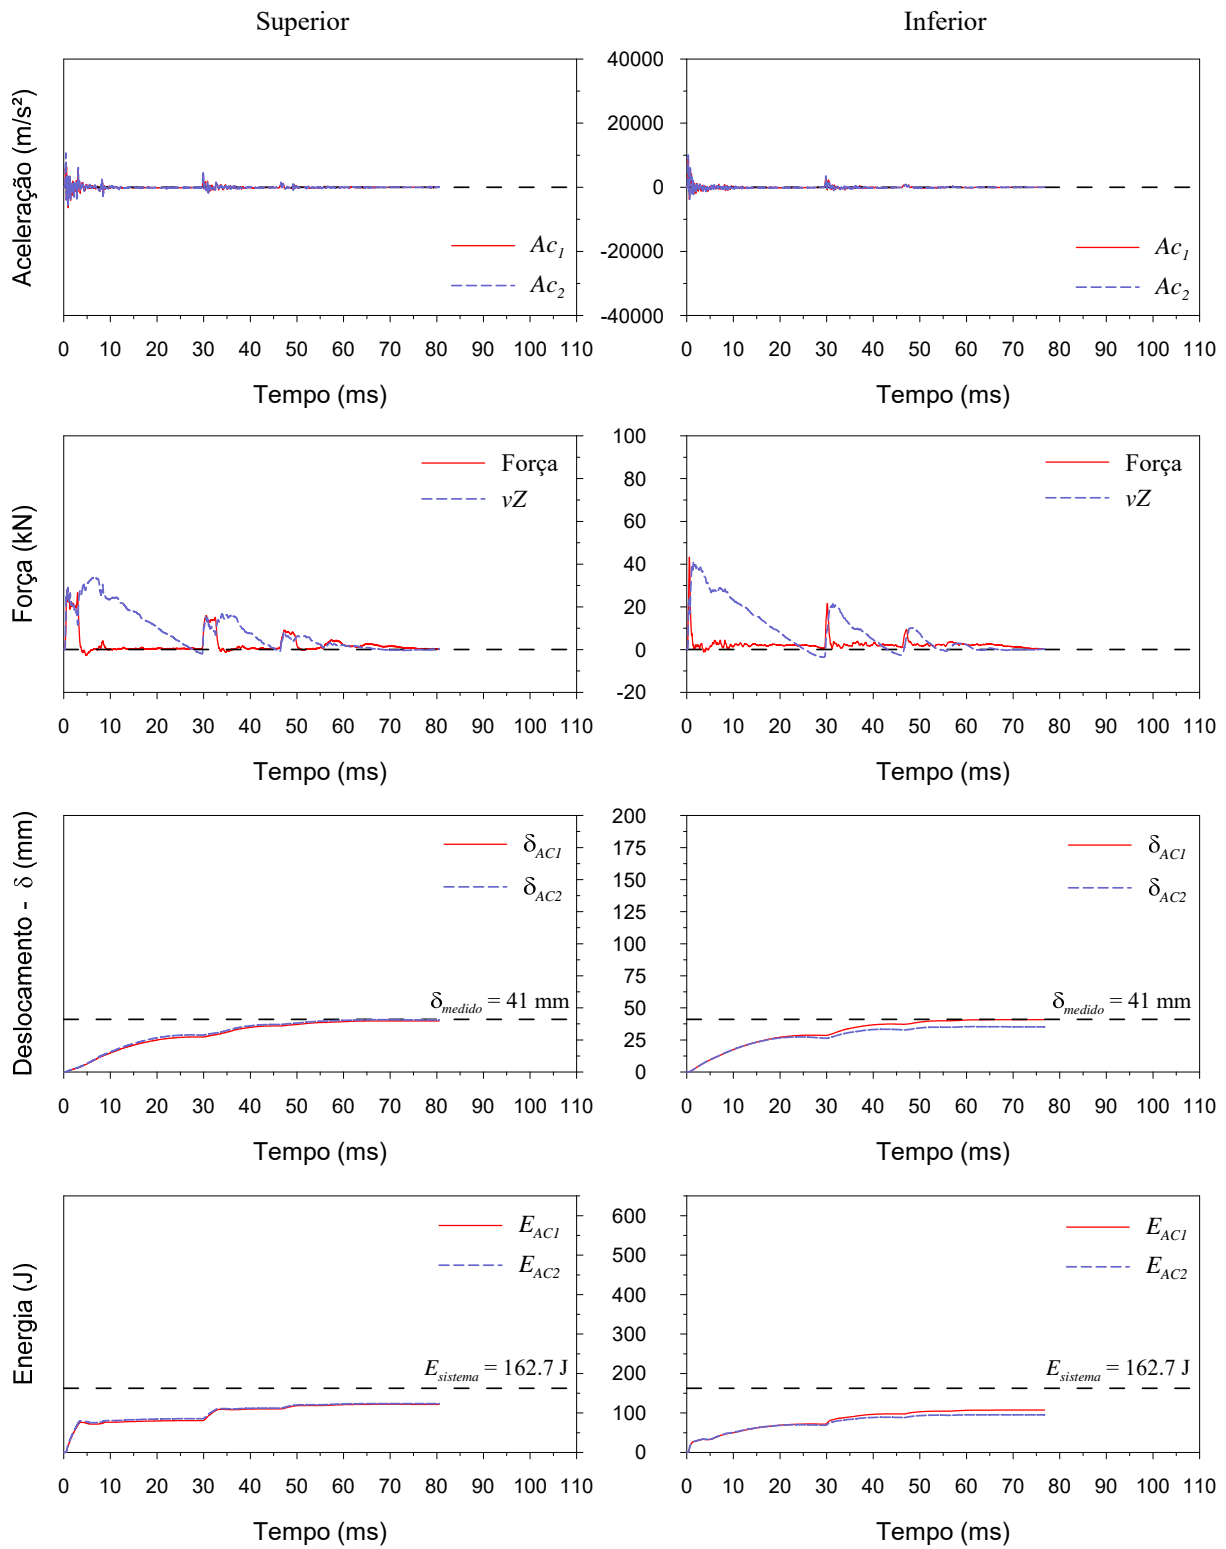 Superior
Inferior
Aceleração (m/s²)
40000
20000
0
-20000
-40000
Ac1
Ac2
Ac1
Ac2
0 10 20 30 40 50 60 70 80 90 100 110
0 10 20 30 40 50 60 70 80 90 100 110
Tempo (ms)
Tempo (ms)
Força (kN)
100
80
60
40
20
0
-20
Força
vZ
Força
vZ
0 10 20 30 40 50 60 70 80 90 100 110
0 10 20 30 40 50 60 70 80 90 100 110
Tempo (ms)
Tempo (ms)
Deslocamento - δ (mm)
200
175
150
125
100
75
50
25
0
δAC1
δAC2
δmedido = 41 mm
δAC1
δAC2
δmedido = 41 mm
0 10 20 30 40 50 60 70 80 90 100 110
0 10 20 30 40 50 60 70 80 90 100 110
Tempo (ms)
Tempo (ms)
Energia (J)
600
500
400
300
200
100
0
EAC1
EAC2
Esistema = 162.7 J
EAC1
EAC2
Esistema = 162.7 J
0 10 20 30 40 50 60 70 80 90 100 110
0 10 20 30 40 50 60 70 80 90 100 110
Tempo (ms)
Tempo (ms)